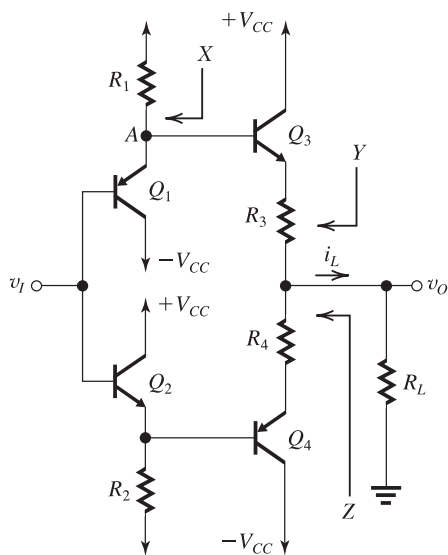 +V_CC
X
R_1
A
Q_3
Y
Q_1
R_3
−V_CC
i_L
v_I
v_O
+V_CC
R_4
Q_2
R_L
Q_4
R_2
Z
−V_CC